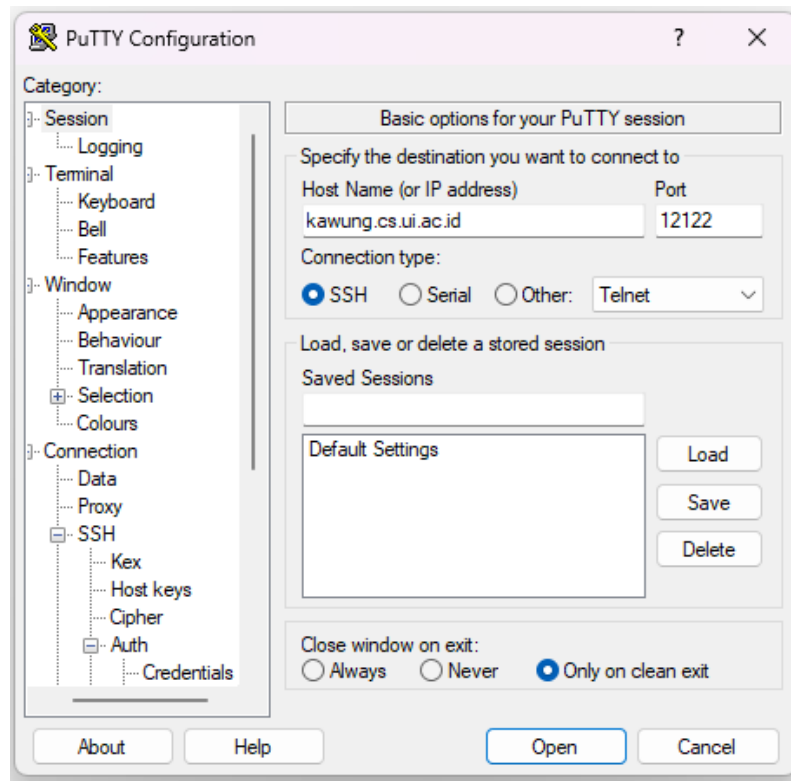 PuTTY Configuration ? ×
Category:
Session
Logging
Terminal
Keyboard
Bell
Features
Window
Appearance
Behaviour
Translation
Selection
Colours
Connection
Data
Proxy
SSH
Kex
Host keys
Cipher
Auth
Credentials
Basic options for your PuTTY session
Specify the destination you want to connect to
Host Name (or IP address) Port
kawung.cs.ui.ac.id 12122
Connection type:
SSH Serial Other: Telnet
Load, save or delete a stored session
Saved Sessions
Default Settings
Load
Save
Delete
Close window on exit:
Always Never Only on clean exit
About Help Open Cancel